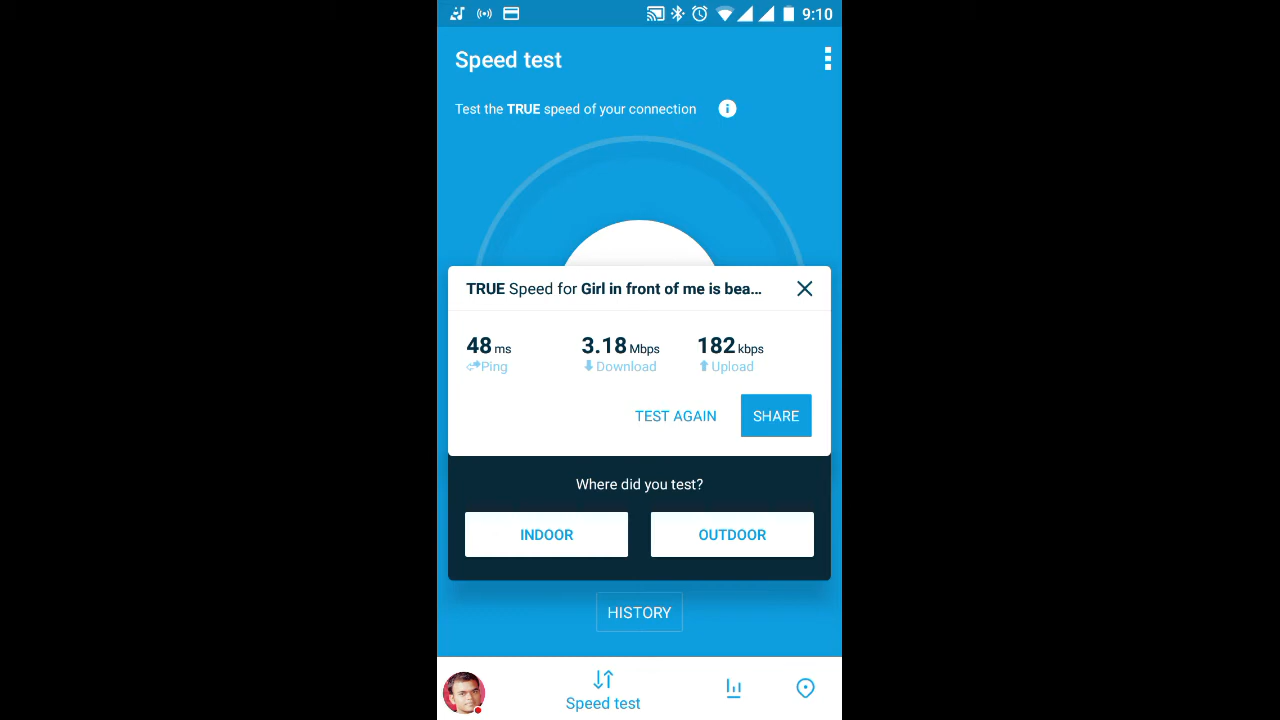 9:10
Speed test
Test the TRUE speed of your connection
TRUE Speed for Girl in front of me is bea...
48 ms 3.18 Mbps 182 kbps
Ping Download Upload
TEST AGAIN SHARE
Where did you test?
INDOOR OUTDOOR
HISTORY
Speed test